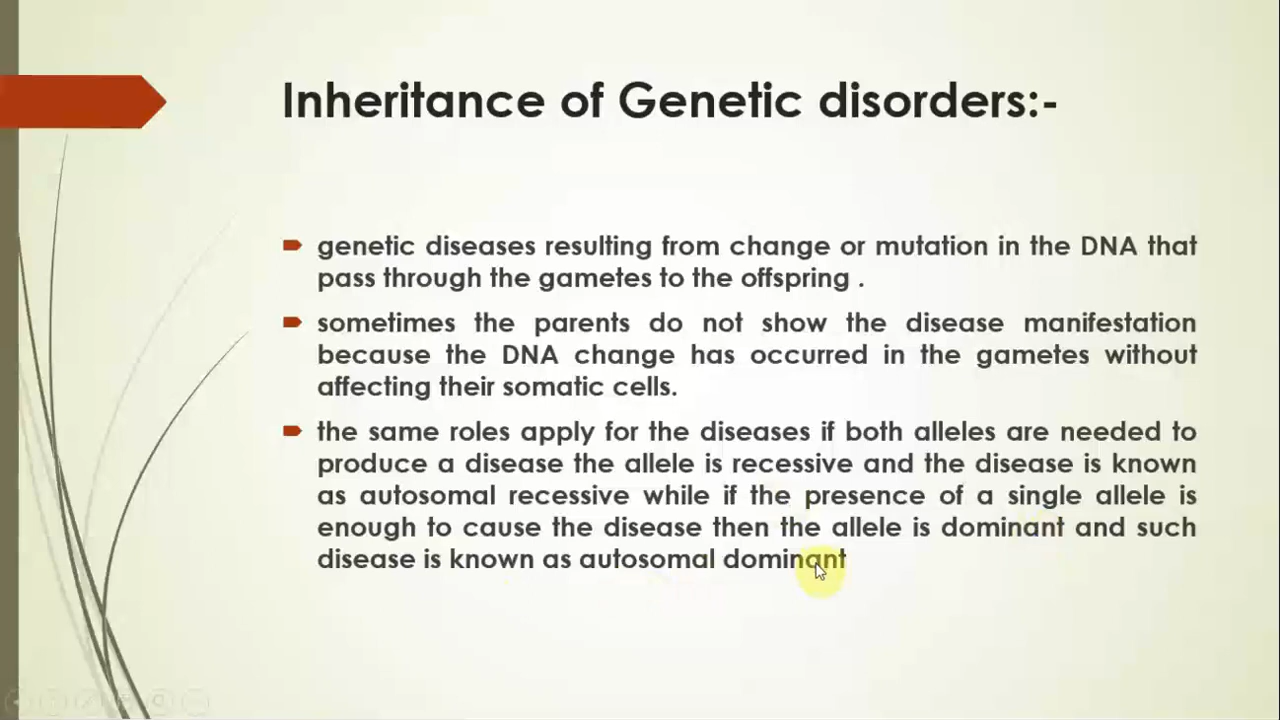 Inheritance of Genetic disorders:-
genetic diseases resulting from change or mutation in the DNA that
pass through the gametes to the offspring .
sometimes the parents do not show the disease manifestation
because the DNA change has occurred in the gametes without
affecting their somatic cells.
the same roles apply for the diseases if both alleles are needed to
produce a disease the allele is recessive and the disease is known
as autosomal recessive while if the presence of a single allele is
enough to cause the disease then the allele is dominant and such
disease is known as autosomal dominant